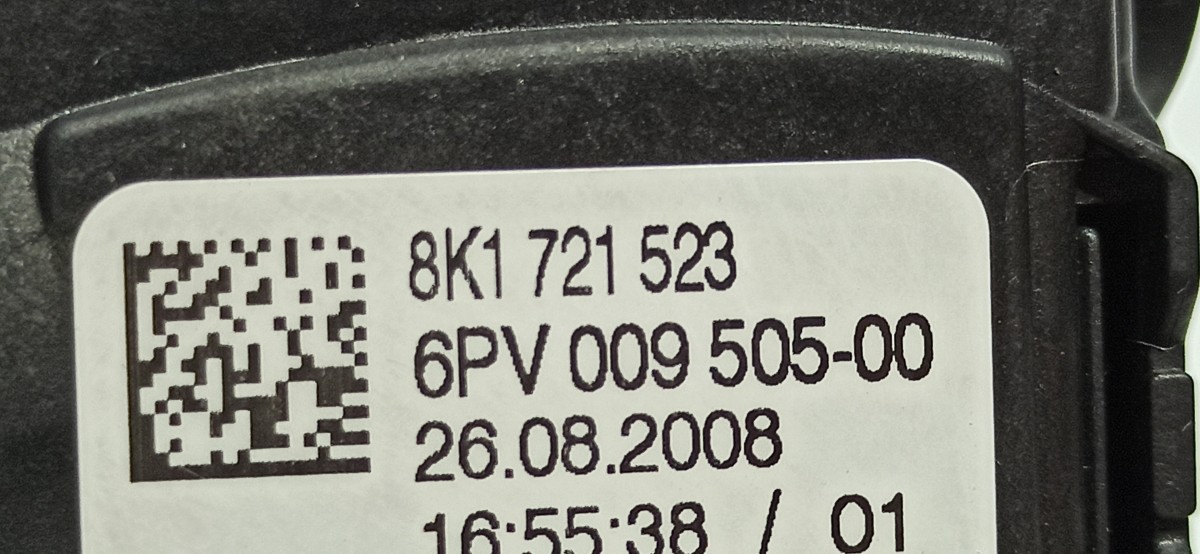 8K1 721 523
6PV 009 505-00
26.08.2008
16:55:38 / 01